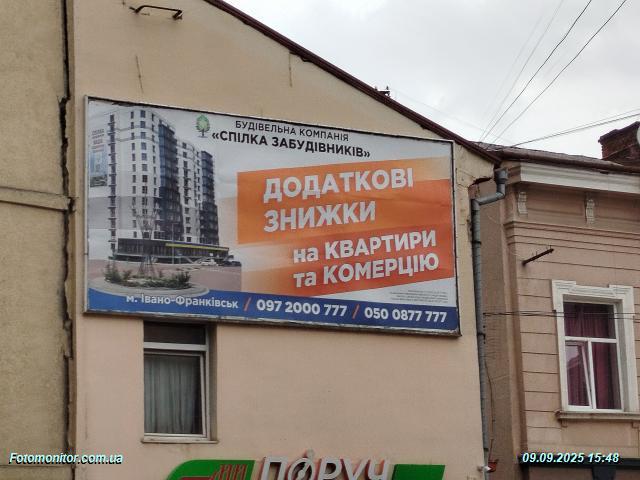 БУДІВЕЛЬНА КОМПАНІЯ
«СПІЛКА ЗАБУДІВНИКІВ»
ДОДАТКОВІ
ЗНИЖКИ
на КВАРТИРИ
та КОМЕРЦІЮ
м. Івано-Франківськ / 097 2000 777 / 050 0877 777
ПОРУЧ
Fotomonitor.com.ua
09.09.2025 15:48